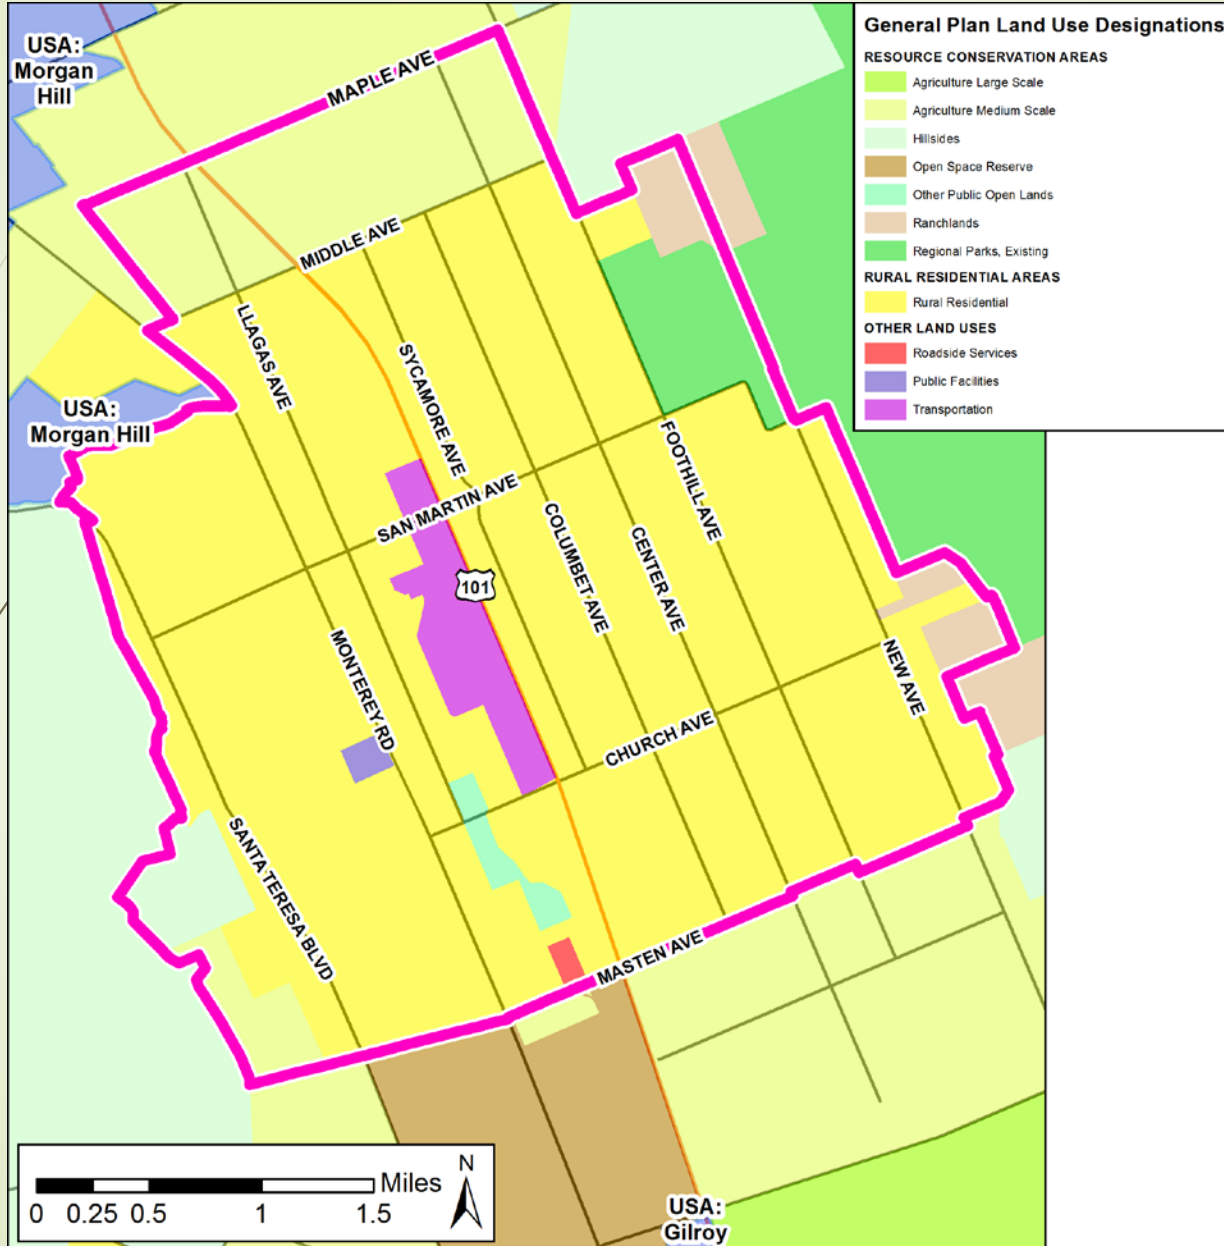 General Plan Land Use Designations
RESOURCE CONSERVATION AREAS
Agriculture Large Scale
Agriculture Medium Scale
Hillsides
Open Space Reserve
Other Public Open Lands
Ranchlands
Regional Parks, Existing
RURAL RESIDENTIAL AREAS
Rural Residential
OTHER LAND USES
Roadside Services
Public Facilities
Transportation
USA:
Morgan
Hill
MAPLE AVE
MIDDLE AVE
LLAGAS AVE
SYCAMORE AVE
USA:
Morgan Hill
FOOTHILL AVE
SAN MARTIN AVE
COLUMBET AVE
CENTER AVE
101
MONTEREY RD
NEW AVE
CHURCH AVE
SANTA TERESA BLVD
MASTEN AVE
USA:
Gilroy
N
Miles
0 0.25 0.5 1 1.5